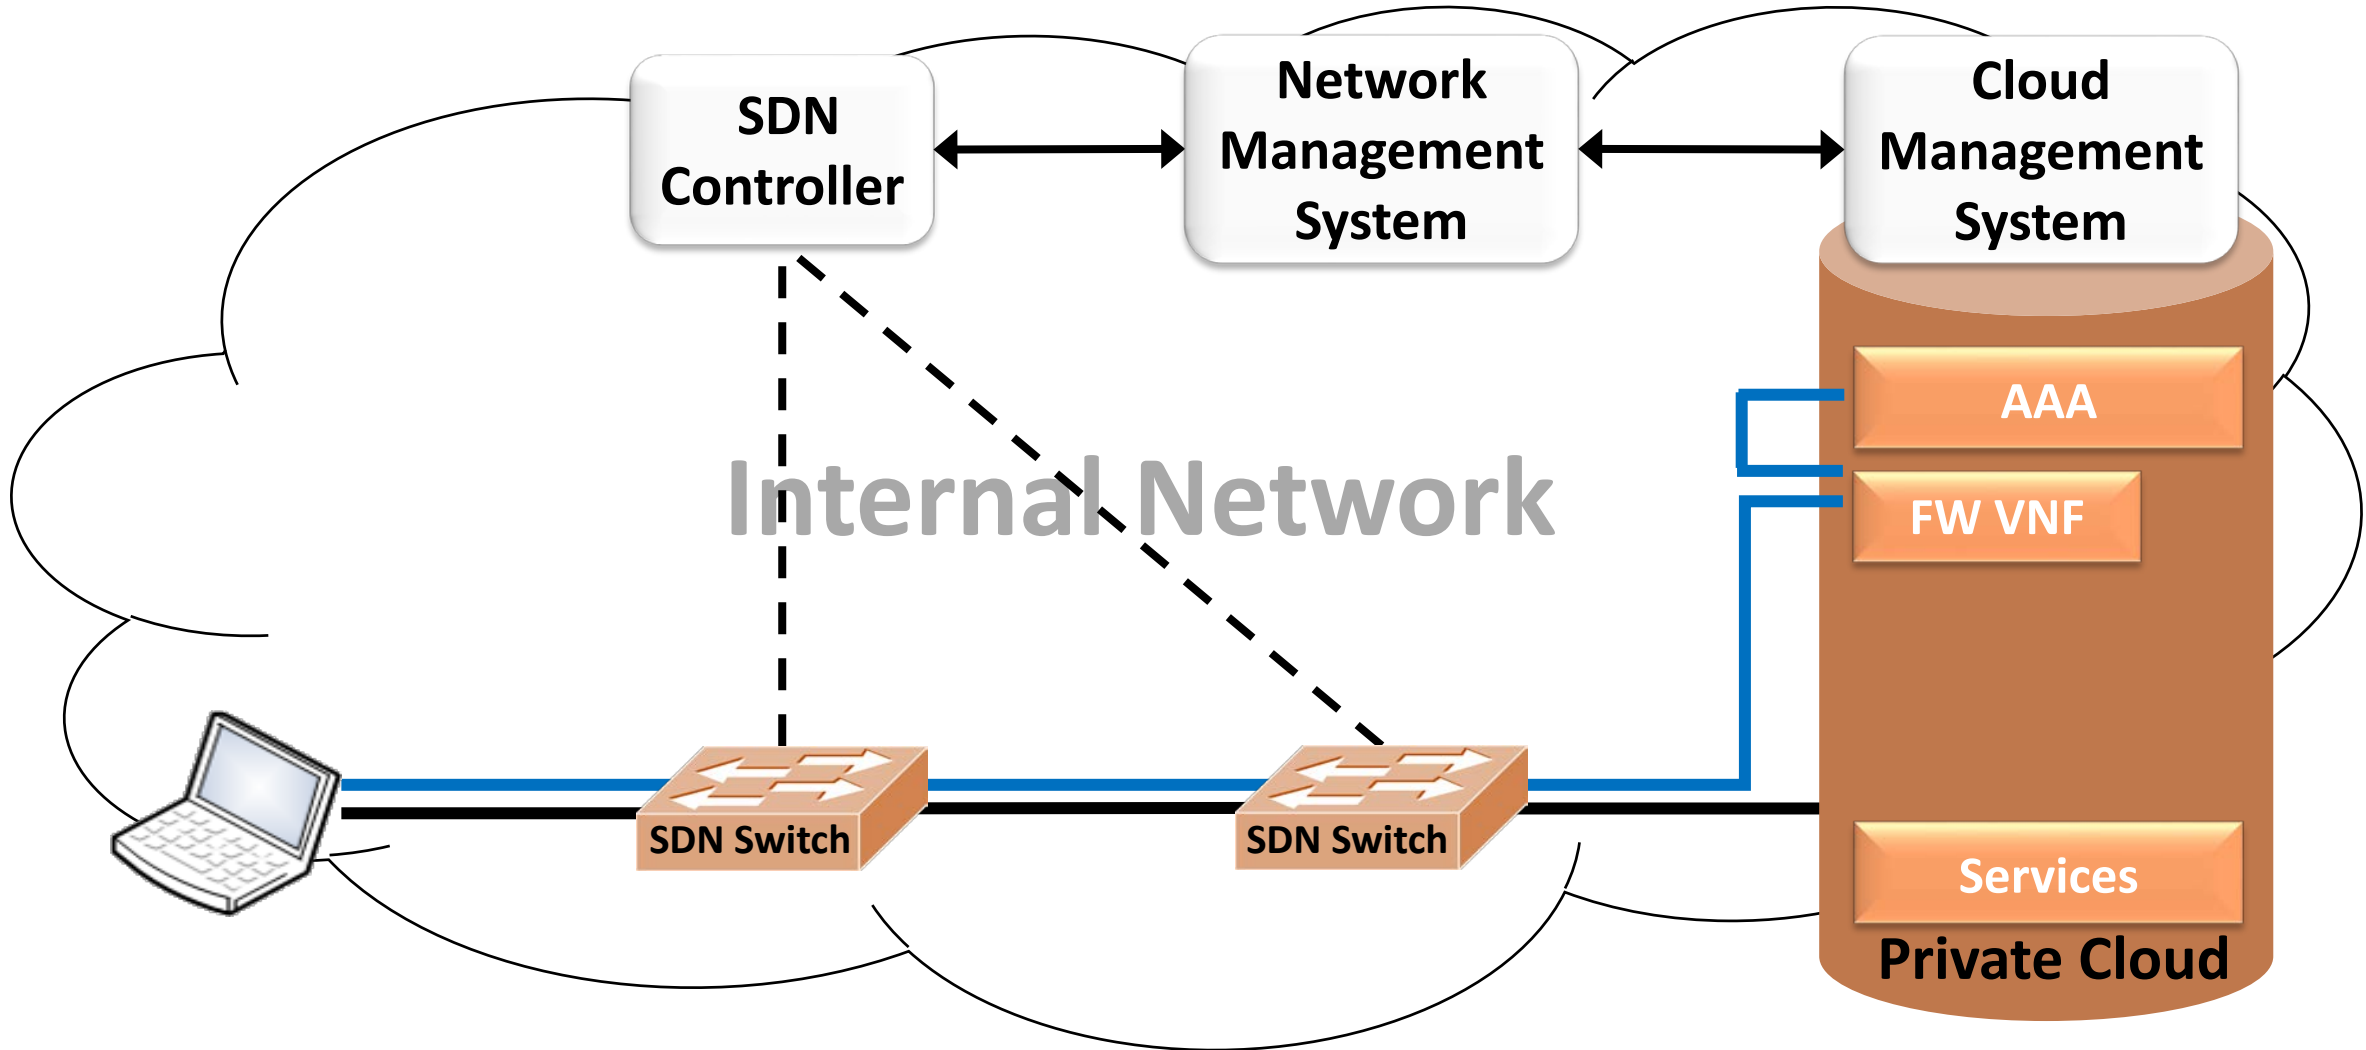 SDN
Controller
Network
Management
System
Cloud
Management
System
AAA
Internal Network
FW VNF
SDN Switch
SDN Switch
Services
Private Cloud